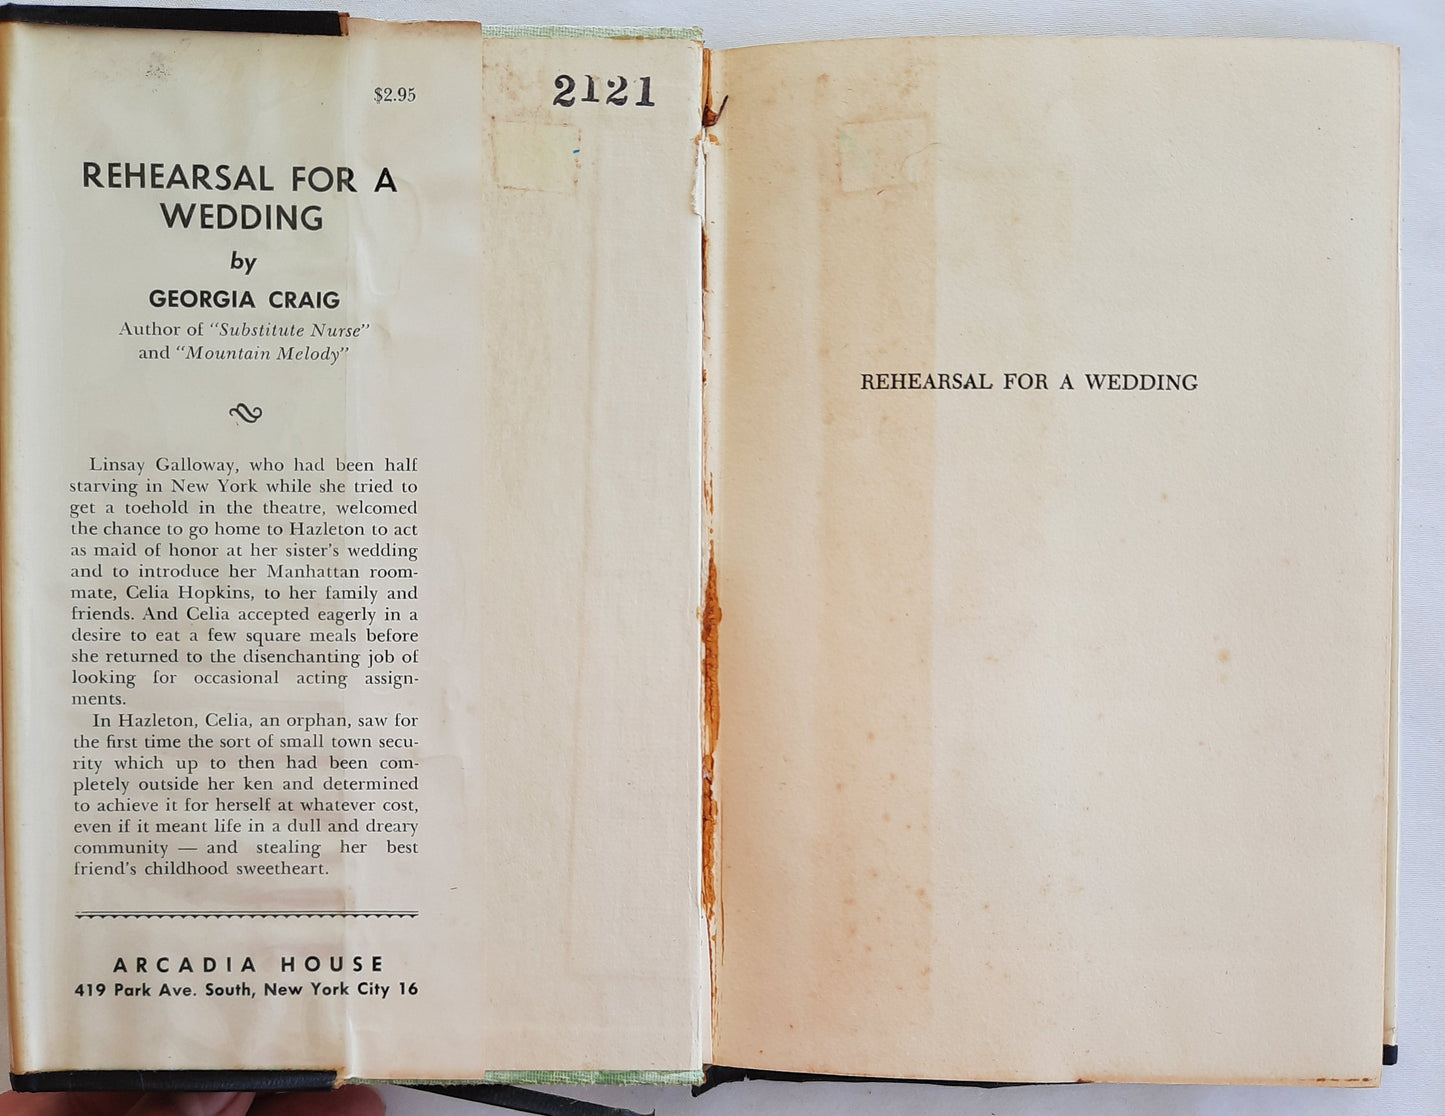 $2.95
REHEARSAL FOR A
WEDDING
by
GEORGIA CRAIG
Author of "Substitute Nurse"
and "Mountain Melody"
Linsay Galloway, who had been half
starving in New York while she tried to
get a toehold in the theatre, welcomed
the chance to go home to Hazleton to act
as maid of honor at her sister's wedding
and to introduce her Manhattan room-
mate, Celia Hopkins, to her family and
friends. And Celia accepted eagerly in a
desire to eat a few square meals before
she returned to the disenchanting job of
looking for occasional acting assign-
ments.
In Hazleton, Celia, an orphan, saw for
the first time the sort of small town secu-
rity which up to then had been com-
pletely outside her ken and determined
to achieve it for herself at whatever cost,
even if it meant life in a dull and dreary
community — and stealing her best
friend's childhood sweetheart.
ARCADIA HOUSE
419 Park Ave. South, New York City 16
2121
REHEARSAL FOR A WEDDING